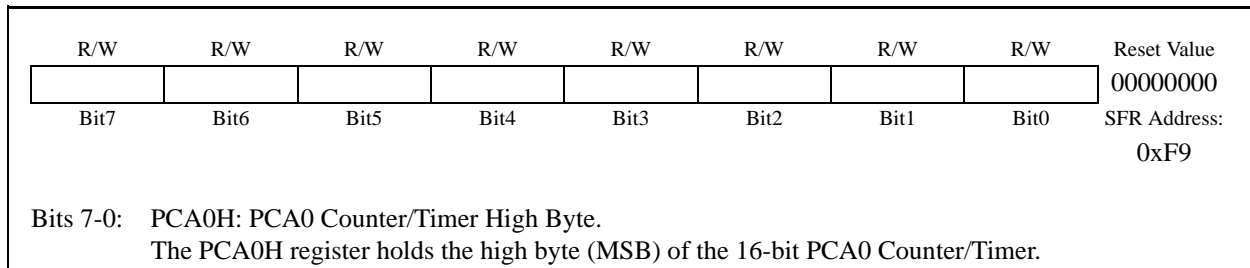 R/W R/W R/W R/W R/W R/W R/W R/W Reset Value
00000000
Bit7 Bit6 Bit5 Bit4 Bit3 Bit2 Bit1 Bit0 SFR Address:
0xF9
Bits 7-0: PCA0H: PCA0 Counter/Timer High Byte.
The PCA0H register holds the high byte (MSB) of the 16-bit PCA0 Counter/Timer.